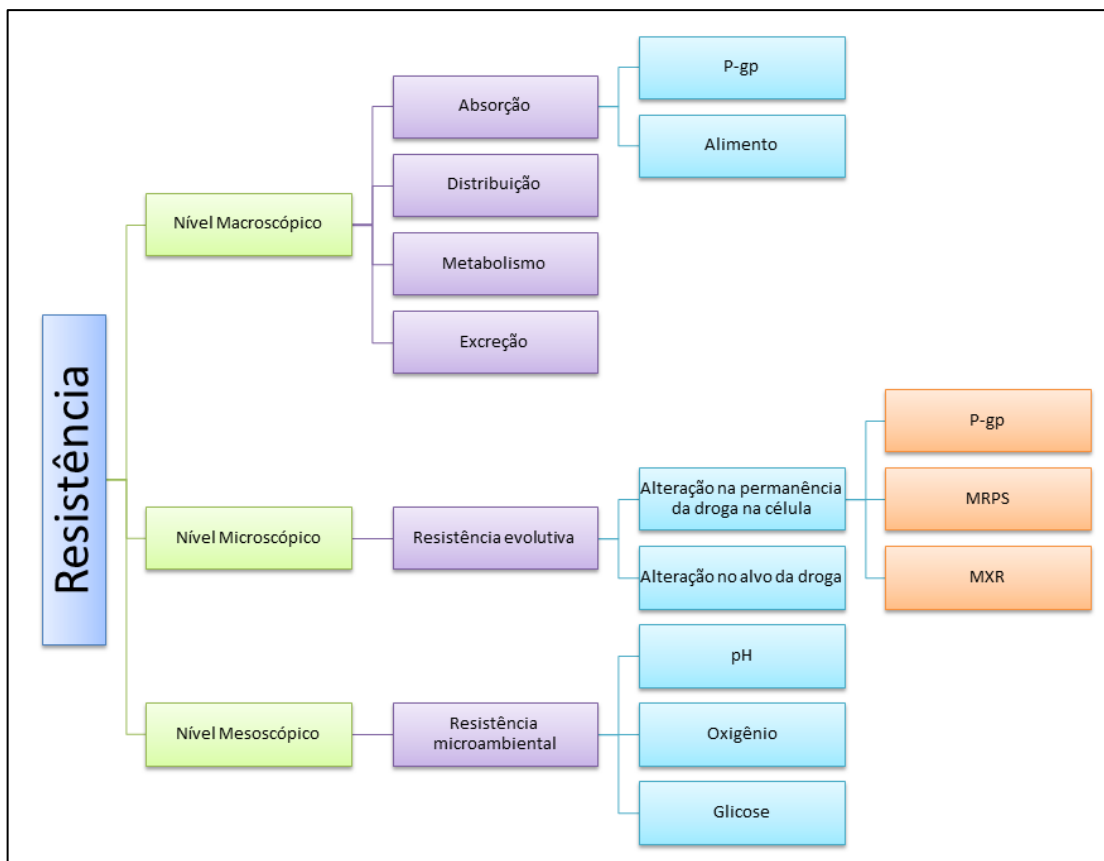 Resistência
Nível Macroscópico
Absorção
P-gp
Alimento
Distribuição
Metabolismo
Excreção
Nível Microscópico
Resistência evolutiva
Alteração na permanência
da droga na célula
P-gp
MRPS
MXR
Alteração no alvo da droga
Nível Mesoscópico
Resistência
microambiental
pH
Oxigênio
Glicose